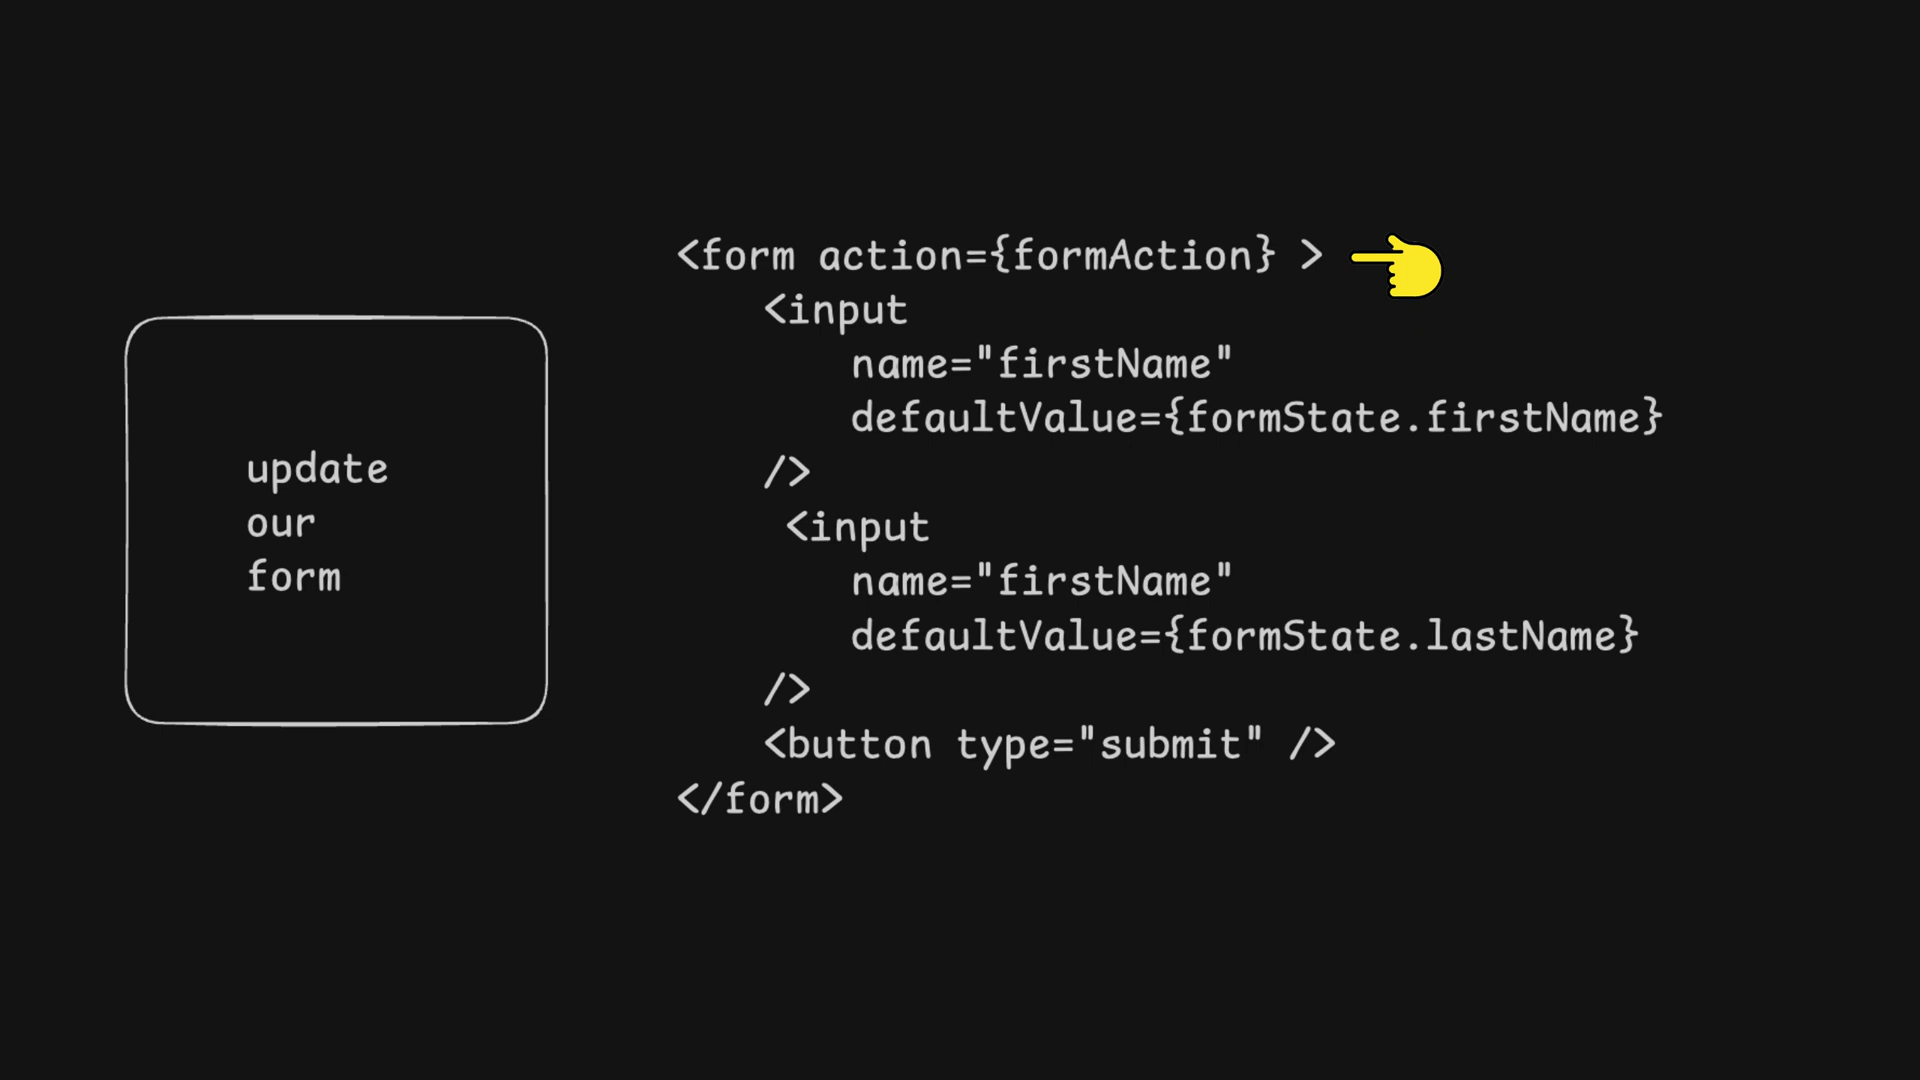 update
our
form
<form action={formAction} >
<input
name="firstName"
defaultValue={formState.firstName}
/>
<input
name="firstName"
defaultValue={formState.lastName}
/>
<button type="submit" />
</form>